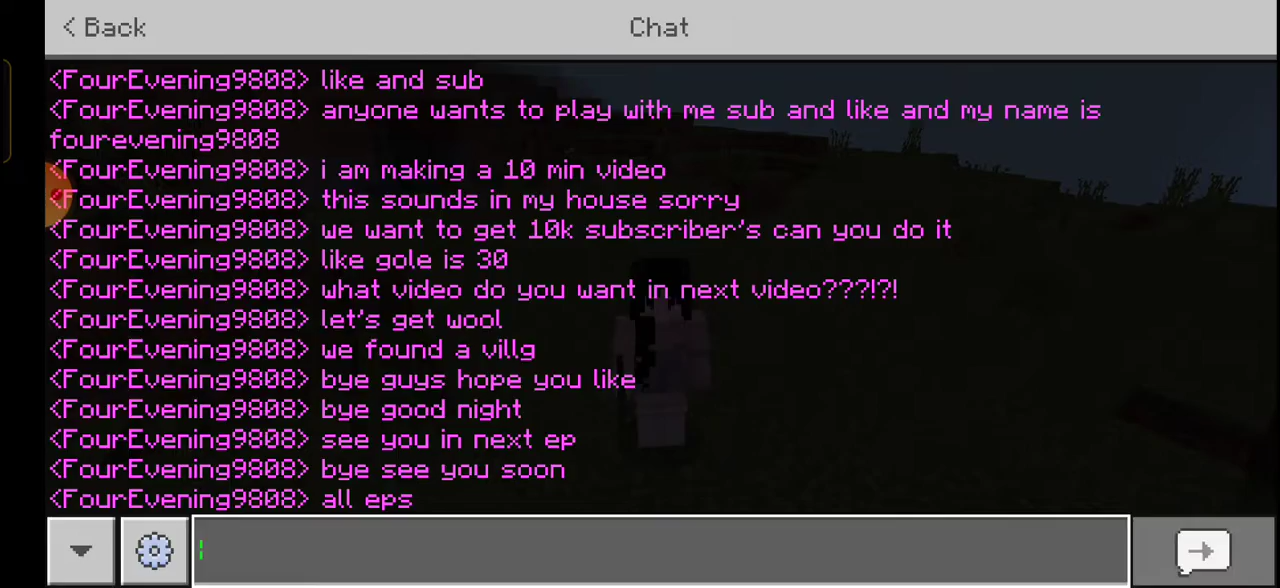 < Back
Chat
<FourEvening9808> like and sub
<FourEvening9808> anyone wants to play with me sub and like and my name is
fourevening9808
<FourEvening9808> i am making a 10 min video
<FourEvening9808> this sounds in my house sorry
<FourEvening9808> we want to get 10k subscriber's can you do it
<FourEvening9808> like gole is 30
<FourEvening9808> what video do you want in next video???!?!
<FourEvening9808> let's get wool
<FourEvening9808> we found a villg
<FourEvening9808> bye guys hope you like
<FourEvening9808> bye good night
<FourEvening9808> see you in next ep
<FourEvening9808> bye see you soon
<FourEvening9808> all eps